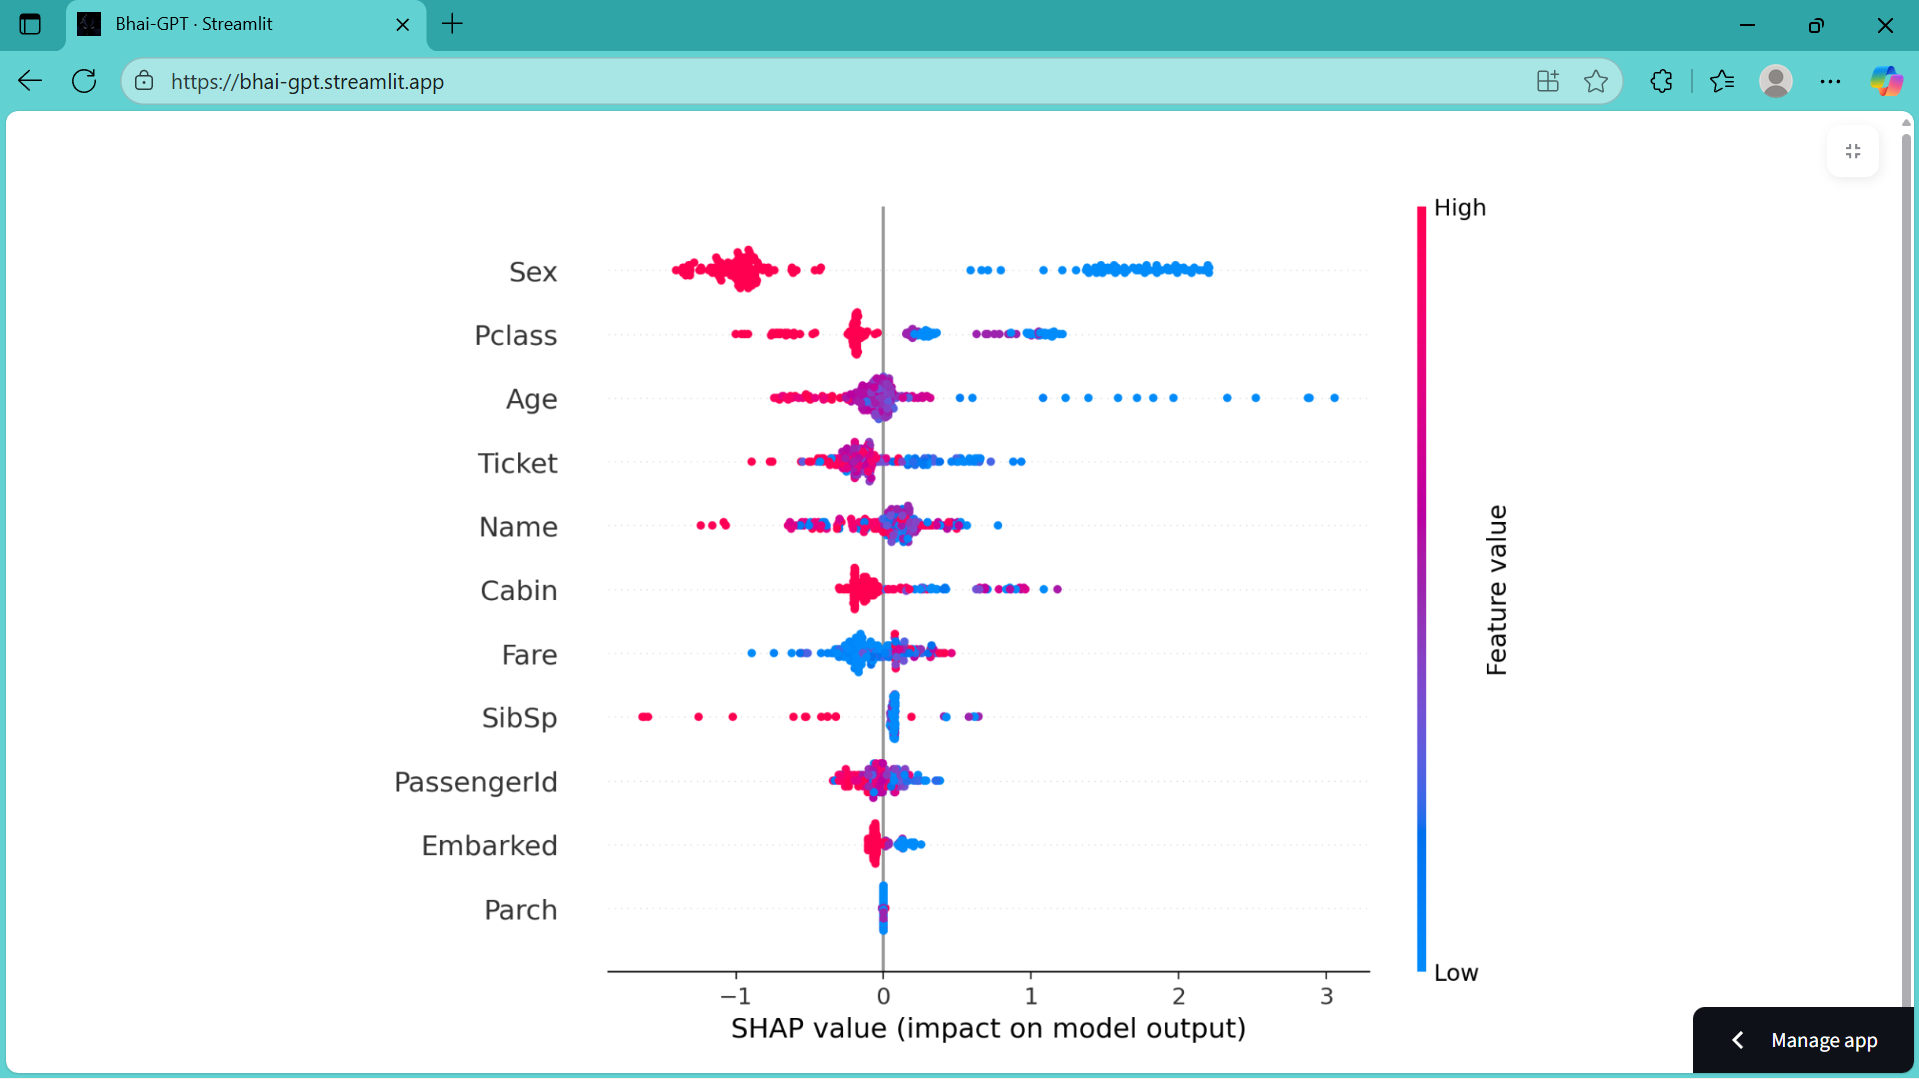 Bhai-GPT · Streamlit
https://bhai-gpt.streamlit.app
High
Sex
Pclass
Age
Ticket
Name
Cabin
Fare
SibSp
PassengerId
Embarked
Parch
Feature value
Low
−1 0 1 2 3
SHAP value (impact on model output)
Manage app